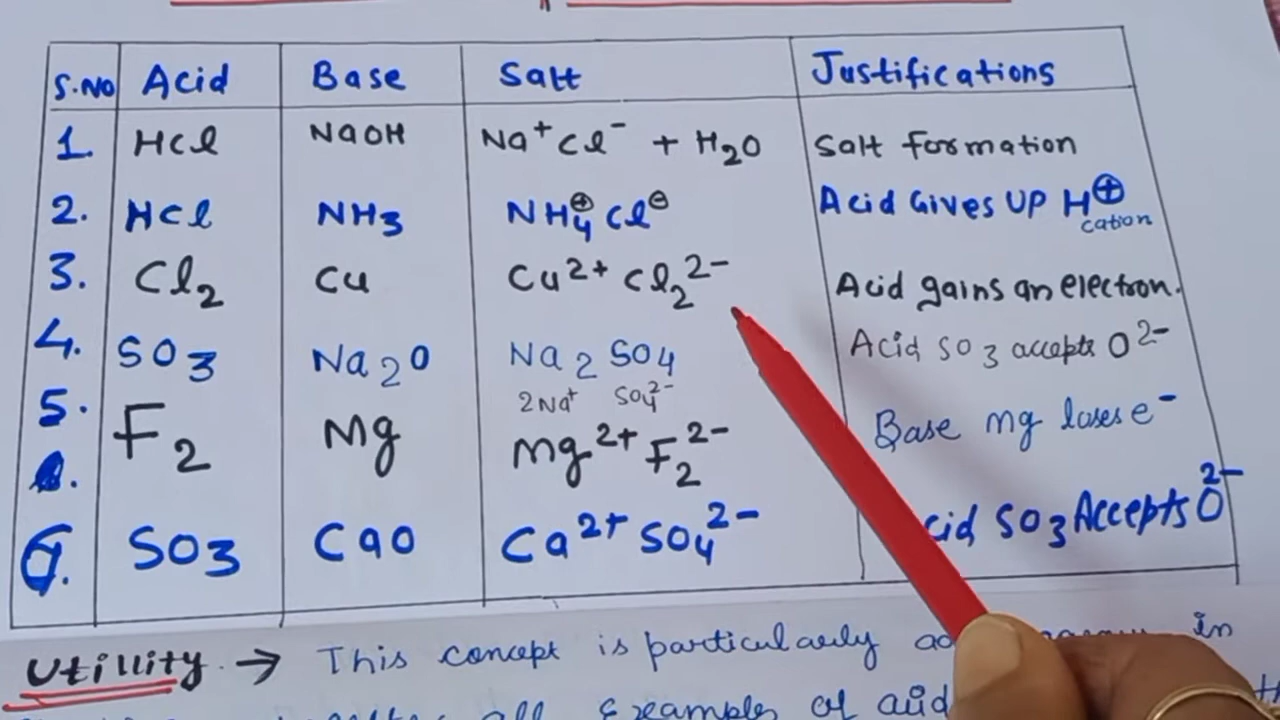 S.No Acid Base Salt Justifications
1. HCl NaOH Na⁺Cl⁻ + H₂O Salt Formation
2. HCl NH₃ NH₄⊕ Cl⊖ Acid Gives UP H⊕ cation
3. Cl₂ Cu Cu²⁺ Cl₂²⁻ Acid gains an electron.
4. SO₃ Na₂O Na₂SO₄ Acid SO₃ accepts O²⁻
2Na⁺ SO₄²⁻
5. F₂ Mg Mg²⁺ F₂²⁻ Base Mg loses e⁻
6. SO₃ CaO Ca²⁺ SO₄²⁻ cid SO₃ Accepts O²⁻
Utillity → This concept is particularly in
all examples of acid